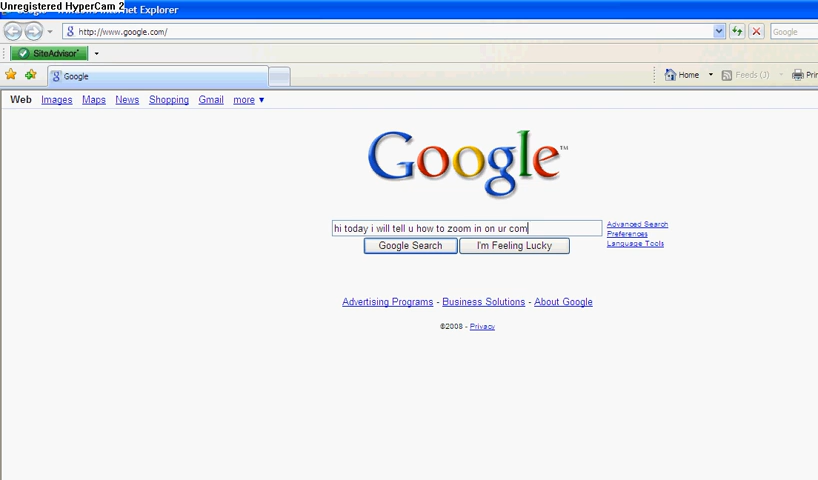 Unregistered HyperCam 2
net Explorer
http://www.google.com/
Google
SiteAdvisor
Google
Home
Feeds (J)
Prin
Web Images Maps News Shopping Gmail more ▼
Google™
hi today i will tell u how to zoom in on ur com
Advanced Search
Preferences
Language Tools
Google Search
I'm Feeling Lucky
Advertising Programs - Business Solutions - About Google
©2008 - Privacy